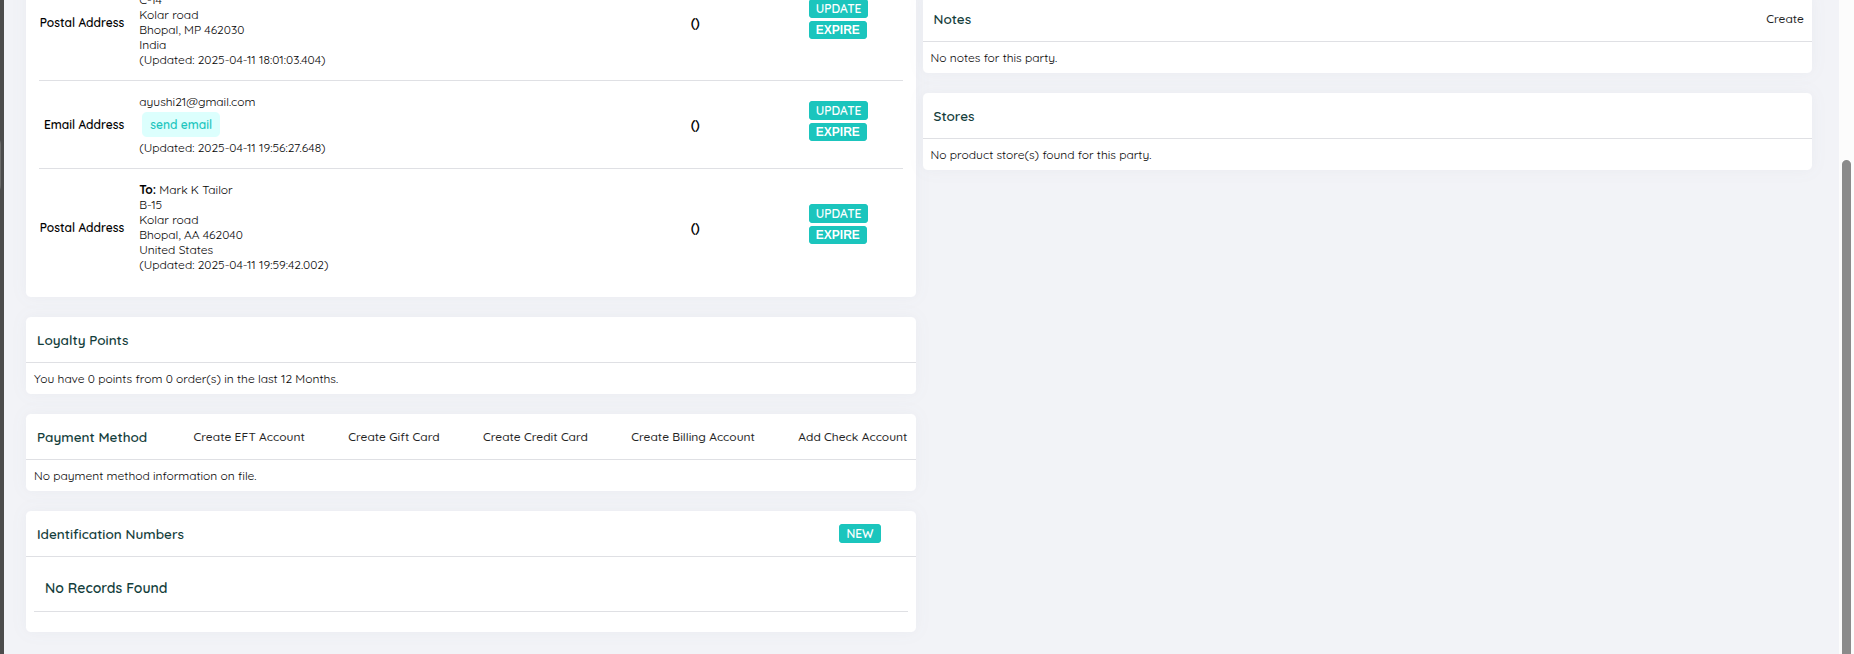 C-14
Postal Address
Kolar road
Bhopal, MP 462030
India
(Updated: 2025-04-11 18:01:03.404)
()
UPDATE
EXPIRE
Email Address
ayushi21@gmail.com
send email
(Updated: 2025-04-11 19:56:27.648)
()
UPDATE
EXPIRE
Postal Address
To: Mark K Tailor
B-15
Kolar road
Bhopal, AA 462040
United States
(Updated: 2025-04-11 19:59:42.002)
()
UPDATE
EXPIRE
Loyalty Points
You have 0 points from 0 order(s) in the last 12 Months.
Payment Method Create EFT Account Create Gift Card Create Credit Card Create Billing Account Add Check Account
No payment method information on file.
Identification Numbers NEW
No Records Found
Notes Create
No notes for this party.
Stores
No product store(s) found for this party.